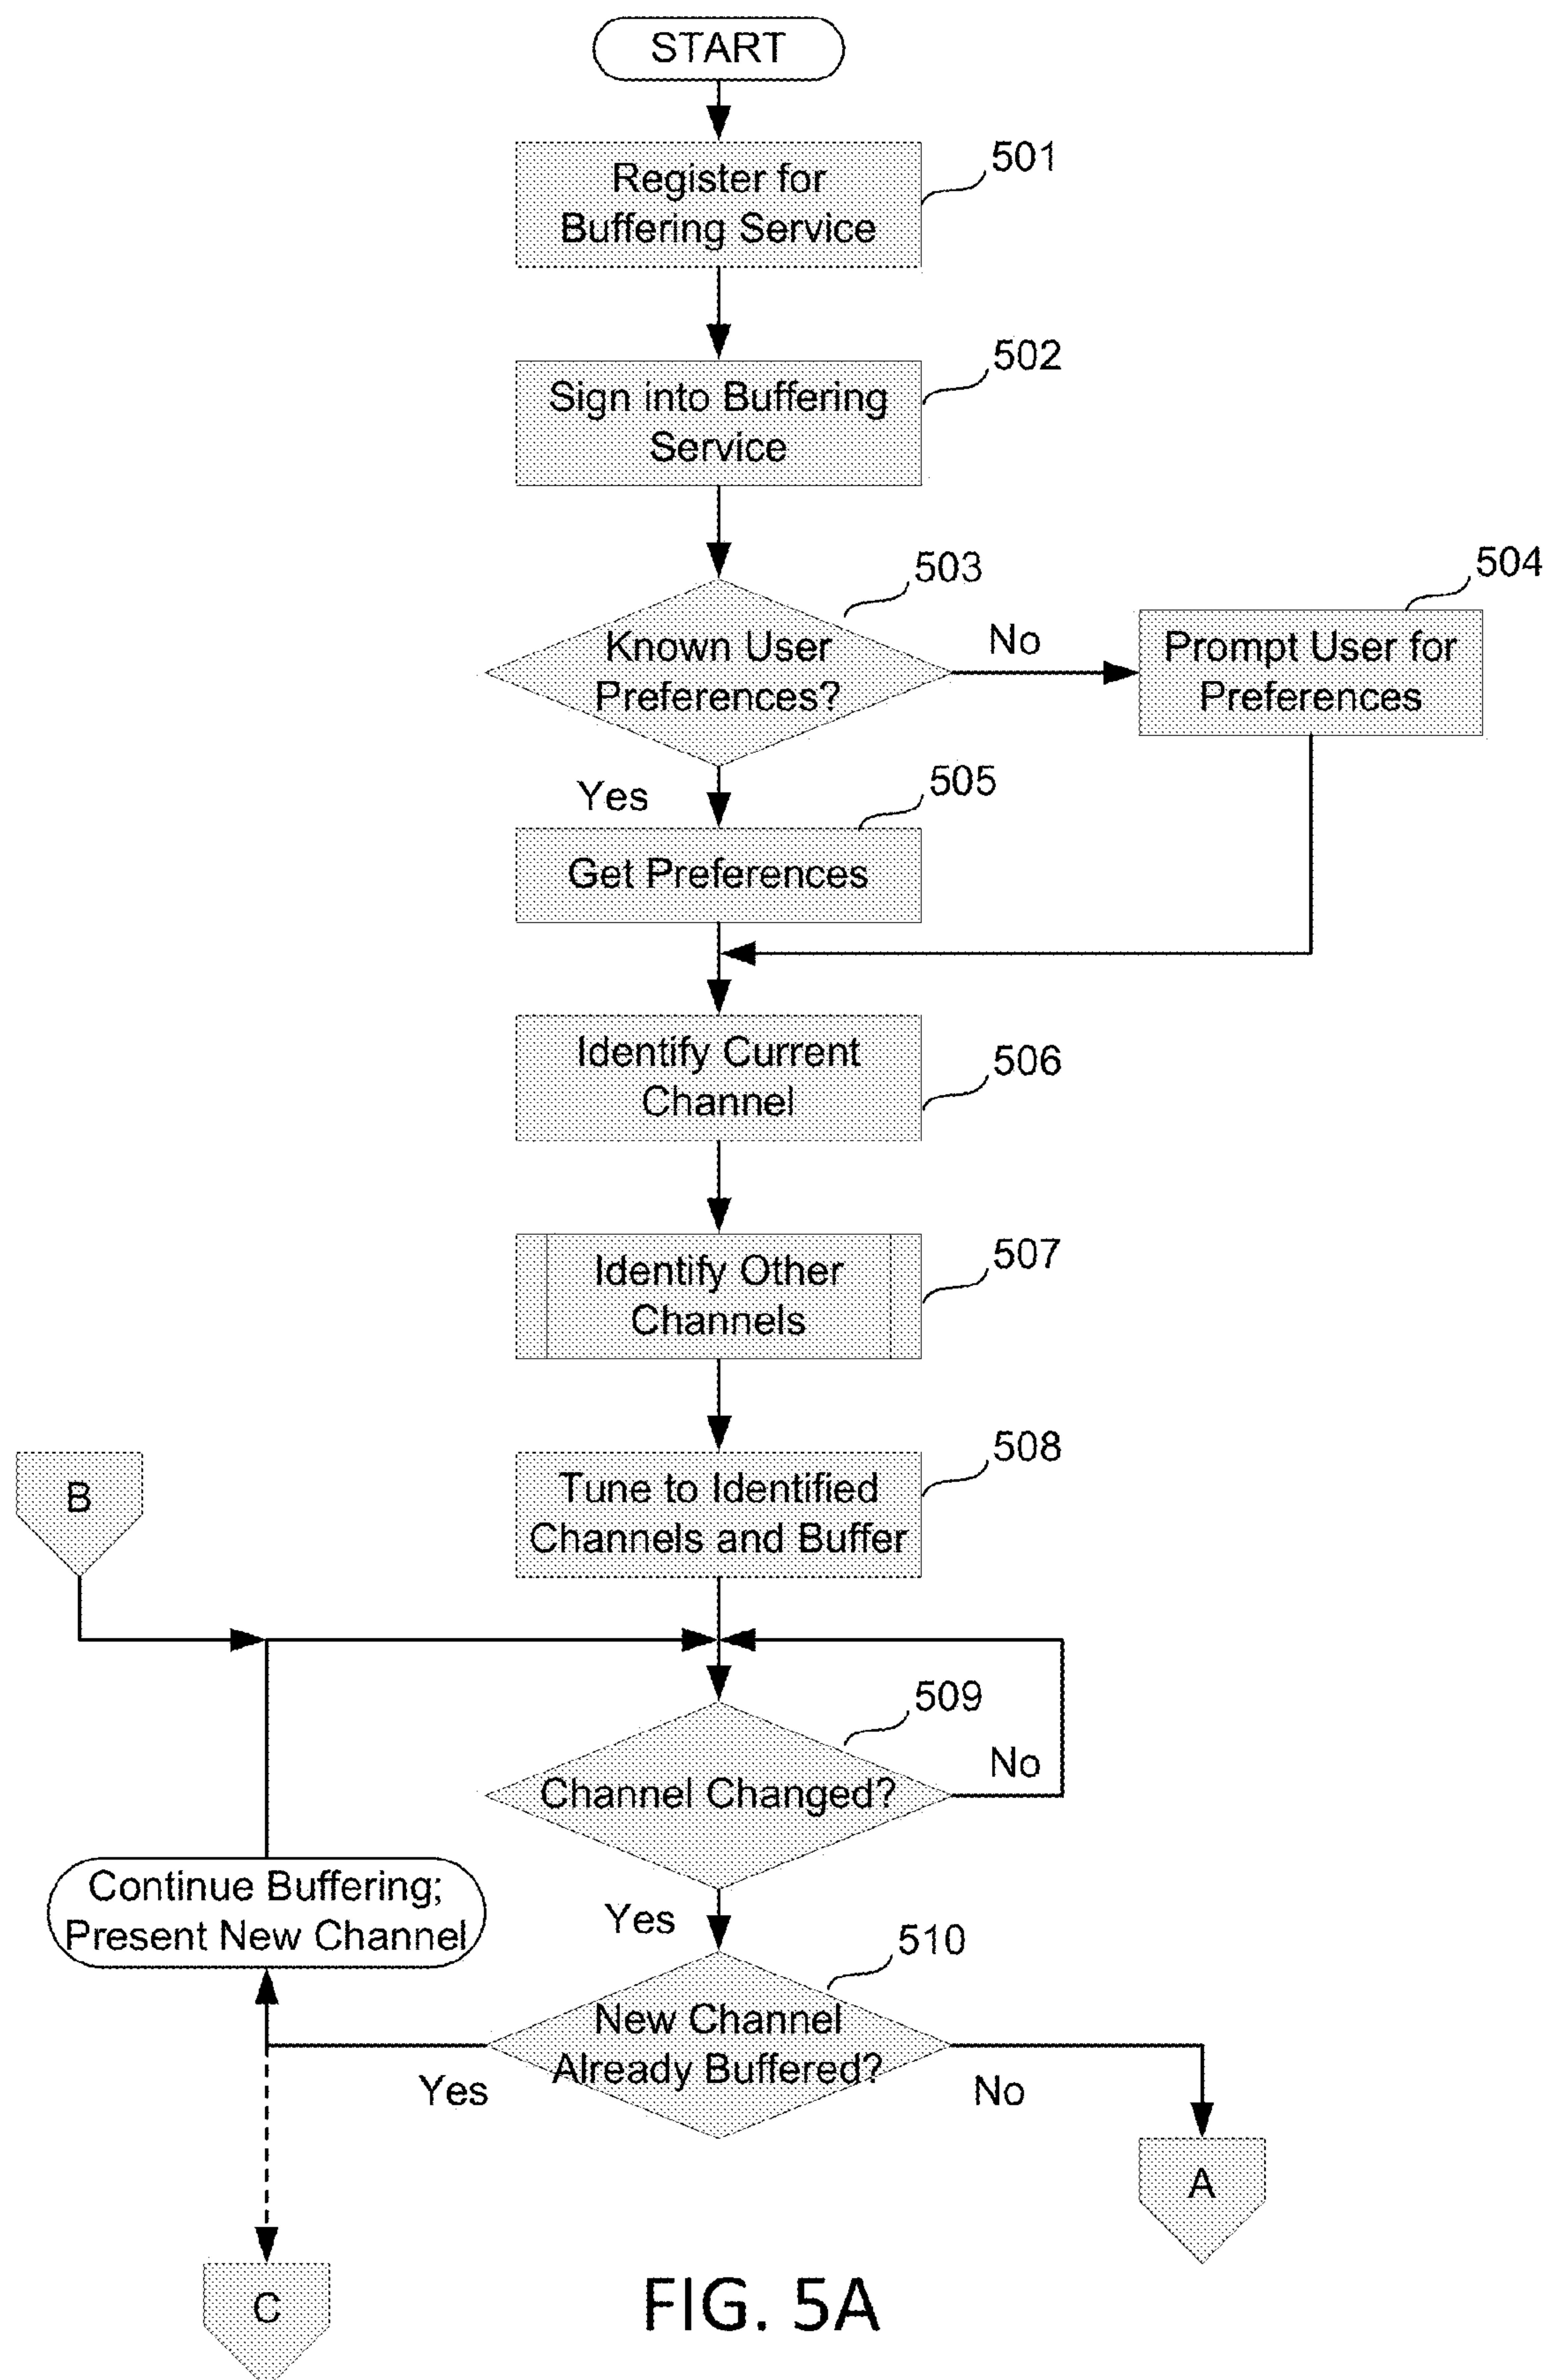 START
Register for
Buffering Service
501
Sign into Buffering
Service
502
Known User
Preferences?
503
No
Prompt User for
Preferences
504
Yes
505
Get Preferences
Identify Current
Channel
506
Identify Other
Channels
507
Tune to Identified
Channels and Buffer
508
B
509
Channel Changed?
No
Continue Buffering;
Present New Channel
Yes
510
New Channel
Already Buffered?
Yes
No
A
C
FIG. 5A